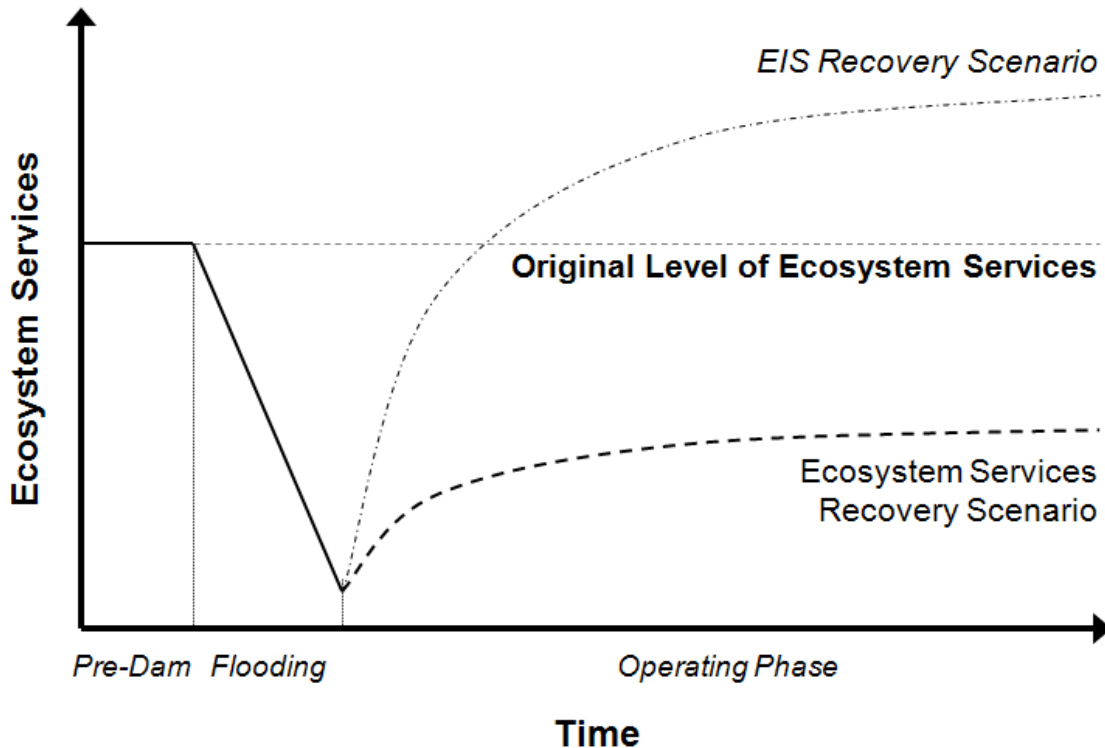 EIS Recovery Scenario
Ecosystem Services
Original Level of Ecosystem Services
Ecosystem Services
Recovery Scenario
Pre-Dam Flooding Operating Phase
Time